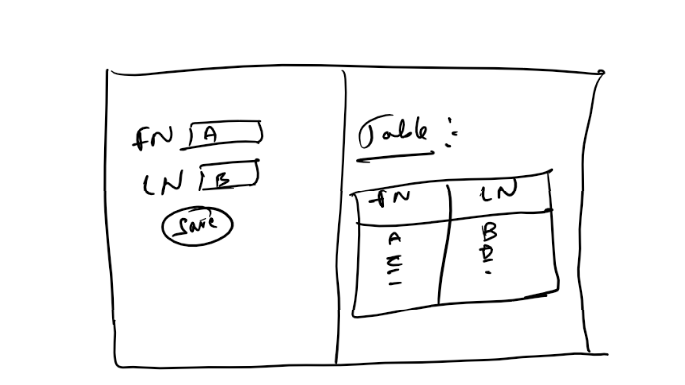 FN A
LN B
Save
Table :-
FN LN
A B
C D